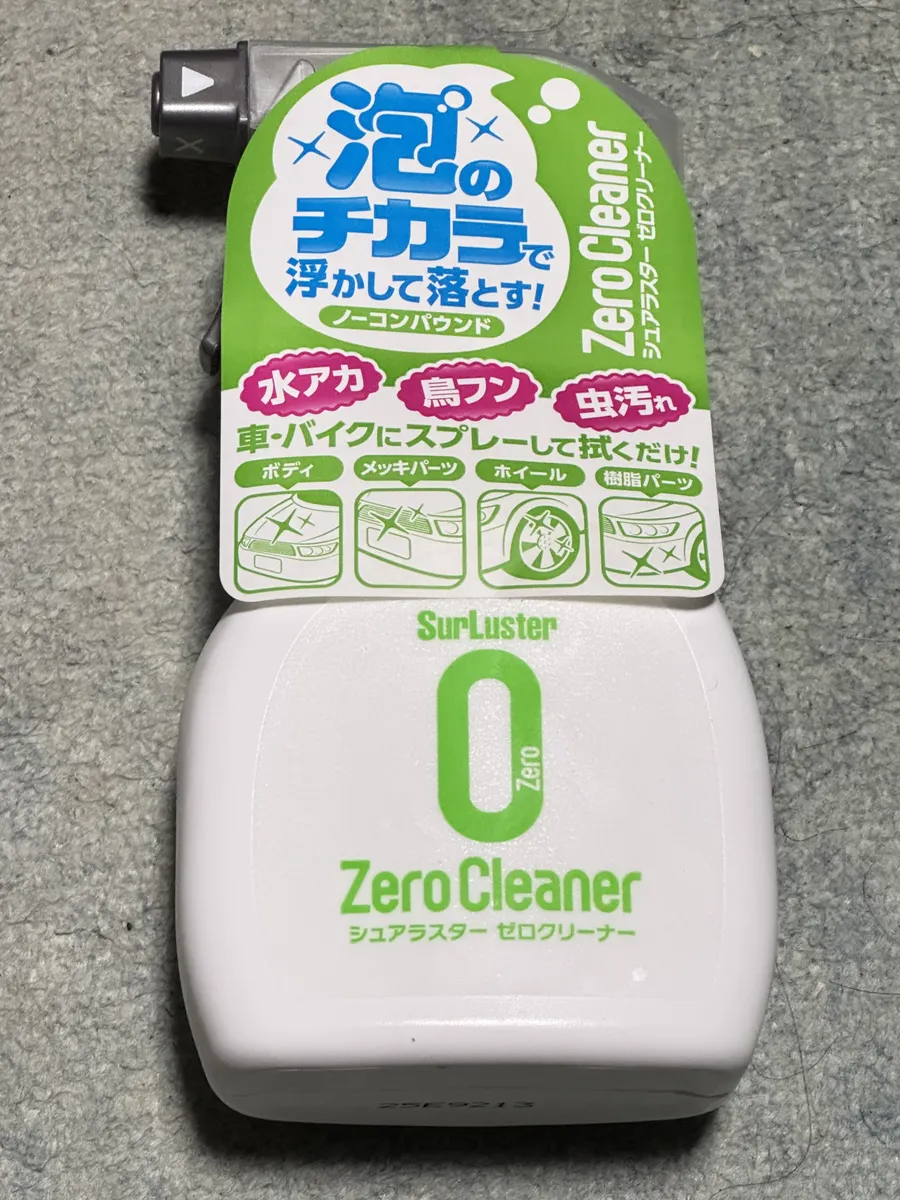 泡の
チカラで
浮かして落とす!
ノーコンパウンド
Zero Cleaner
シュアラスター ゼロクリーナー
水アカ
鳥フン
虫汚れ
車・バイクにスプレーして拭くだけ!
ボディ
メッキパーツ
ホイール
樹脂パーツ
SurLuster
0
Zero
Zero Cleaner
シュアラスター ゼロクリーナー
25E9213
X